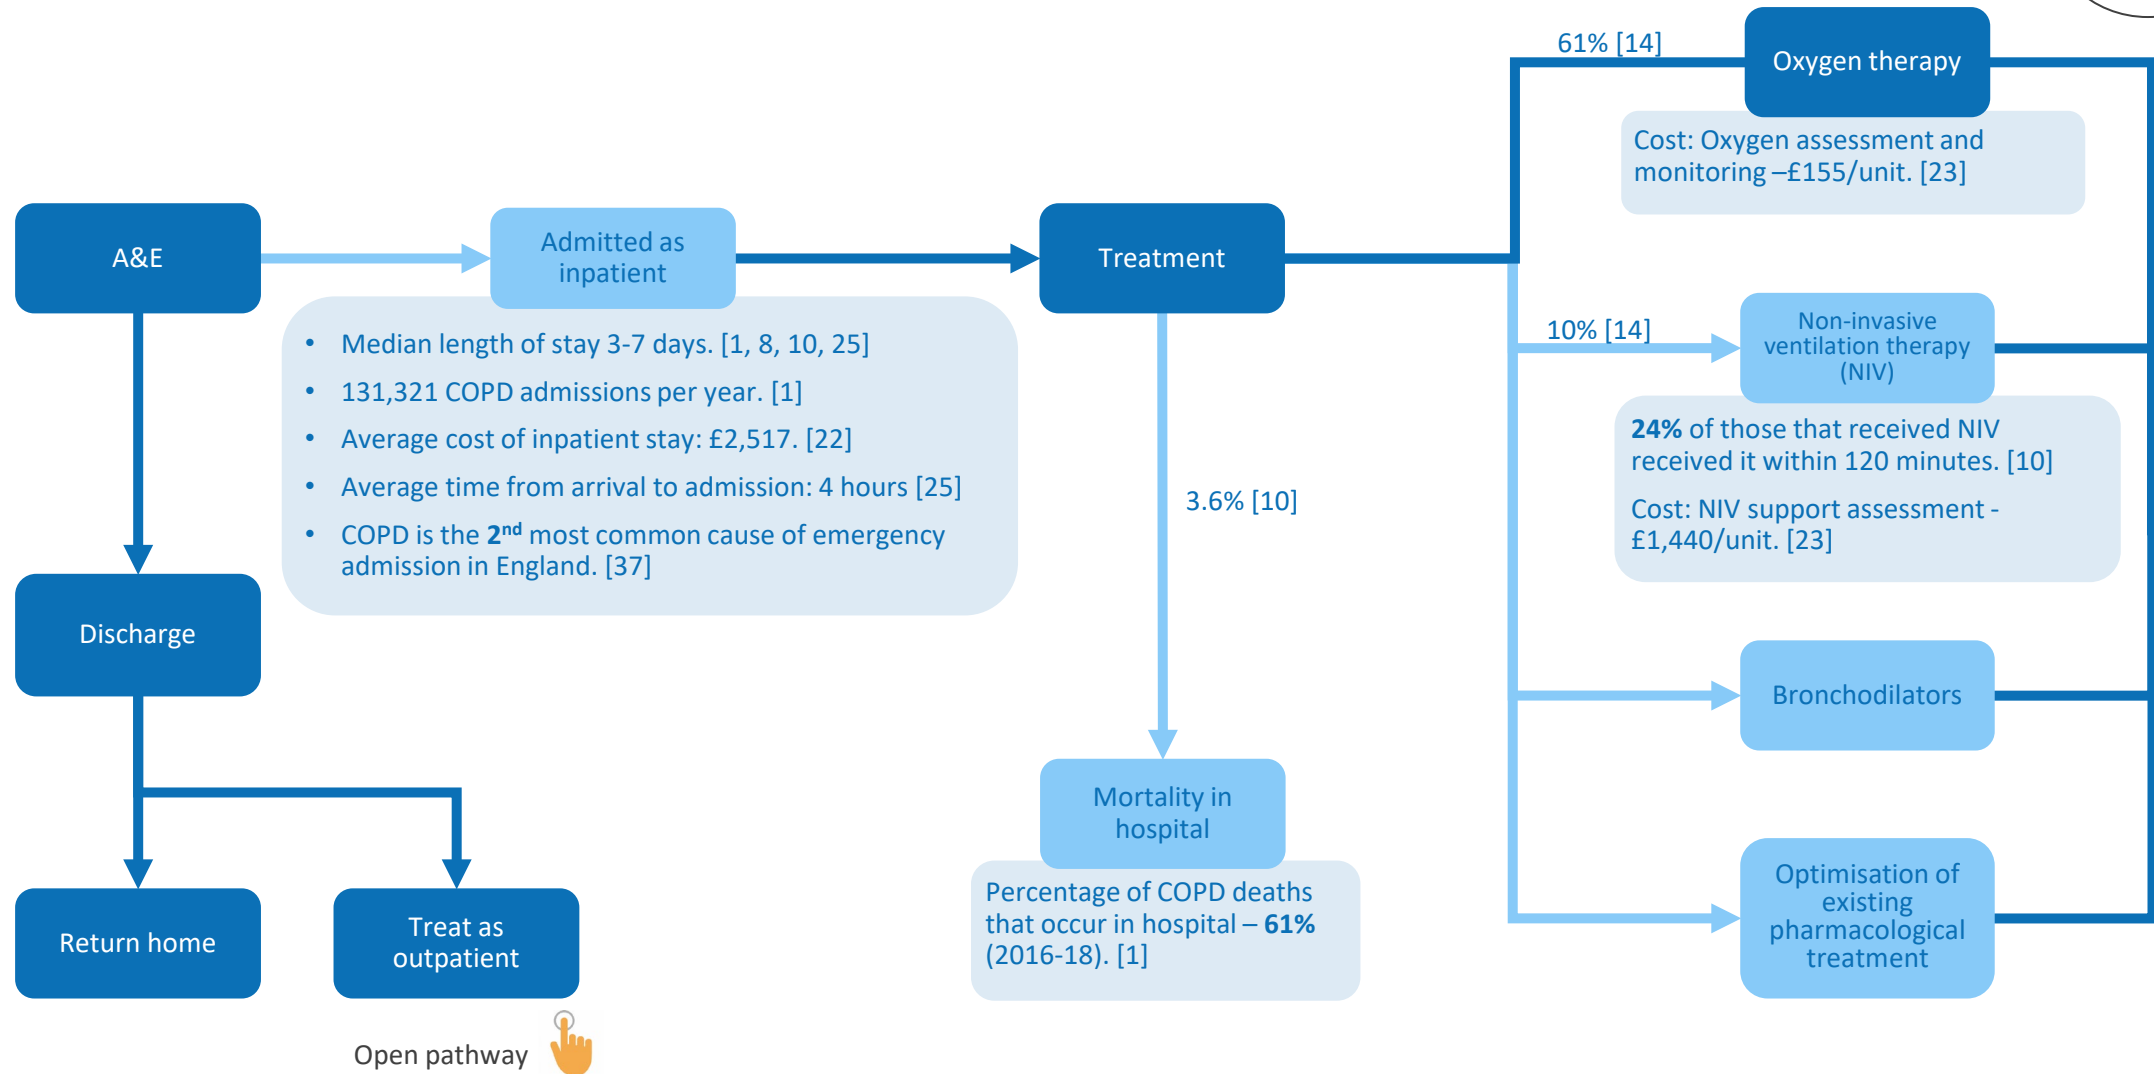 61% [14]
Oxygen therapy
Cost: Oxygen assessment and
monitoring –£155/unit. [23]
A&E
Admitted as
inpatient
Treatment
• Median length of stay 3-7 days. [1, 8, 10, 25]
• 131,321 COPD admissions per year. [1]
• Average cost of inpatient stay: £2,517. [22]
• Average time from arrival to admission: 4 hours [25]
• COPD is the 2nd most common cause of emergency
admission in England. [37]
10% [14]
Non-invasive
ventilation therapy
(NIV)
24% of those that received NIV
received it within 120 minutes. [10]
Cost: NIV support assessment -
£1,440/unit. [23]
3.6% [10]
Discharge
Bronchodilators
Mortality in
hospital
Percentage of COPD deaths
that occur in hospital – 61%
(2016-18). [1]
Optimisation of
existing
pharmacological
treatment
Return home
Treat as
outpatient
Open pathway